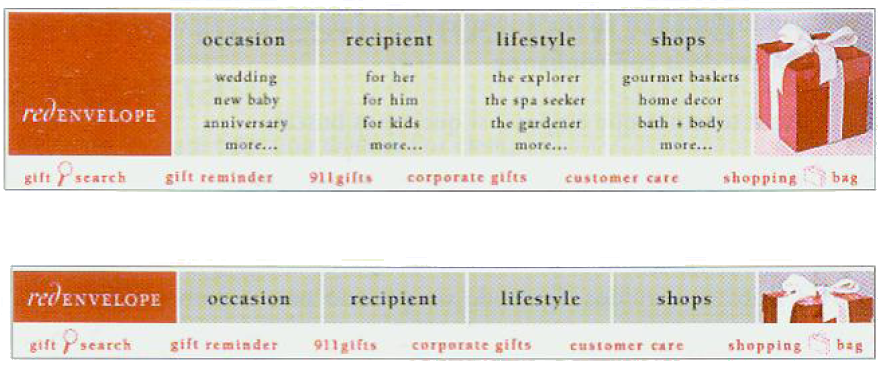 occasion recipient lifestyle shops
wedding for her the explorer gourmet baskets
new baby for him the spa seeker home decor
redENVELOPE
anniversary for kids the gardener bath + body
more... more... more... more...
gift search gift reminder 911gifts corporate gifts customer care shopping bag
redENVELOPE occasion recipient lifestyle shops
gift search gift reminder 911gifts corporate gifts customer care shopping bag